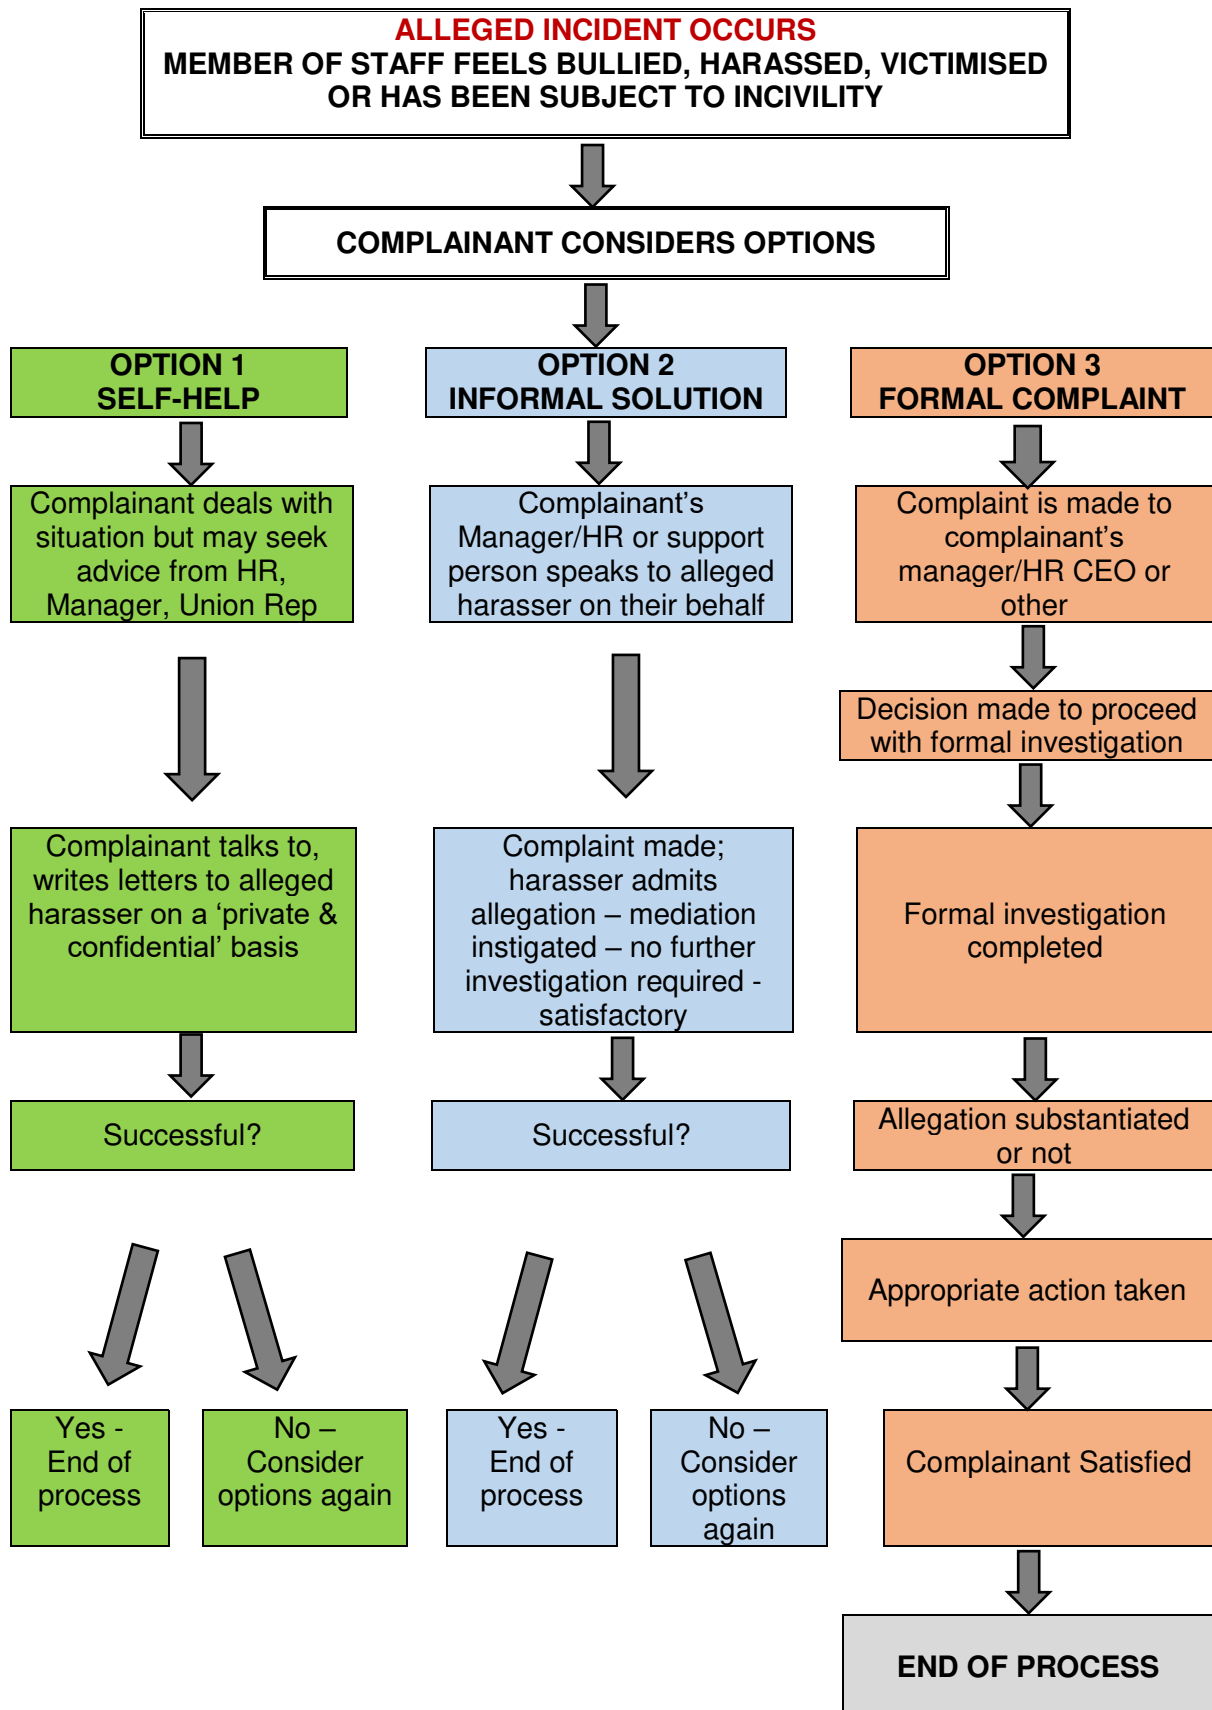 ALLEGED INCIDENT OCCURS
MEMBER OF STAFF FEELS BULLIED, HARASSED, VICTIMISED
OR HAS BEEN SUBJECT TO INCIVILITY
COMPLAINANT CONSIDERS OPTIONS
OPTION 1
SELF-HELP
Complainant deals with
situation but may seek
advice from HR,
Manager, Union Rep
Complainant talks to,
writes letters to alleged
harasser on a ‘private &
confidential’ basis
Successful?
Yes -
End of
process
No –
Consider
options again
OPTION 2
INFORMAL SOLUTION
Complainant’s
Manager/HR or support
person speaks to alleged
harasser on their behalf
Complaint made;
harasser admits
allegation – mediation
instigated – no further
investigation required -
satisfactory
Successful?
Yes -
End of
process
No –
Consider
options
again
OPTION 3
FORMAL COMPLAINT
Complaint is made to
complainant’s
manager/HR CEO or
other
Decision made to proceed
with formal investigation
Formal investigation
completed
Allegation substantiated
or not
Appropriate action taken
Complainant Satisfied
END OF PROCESS